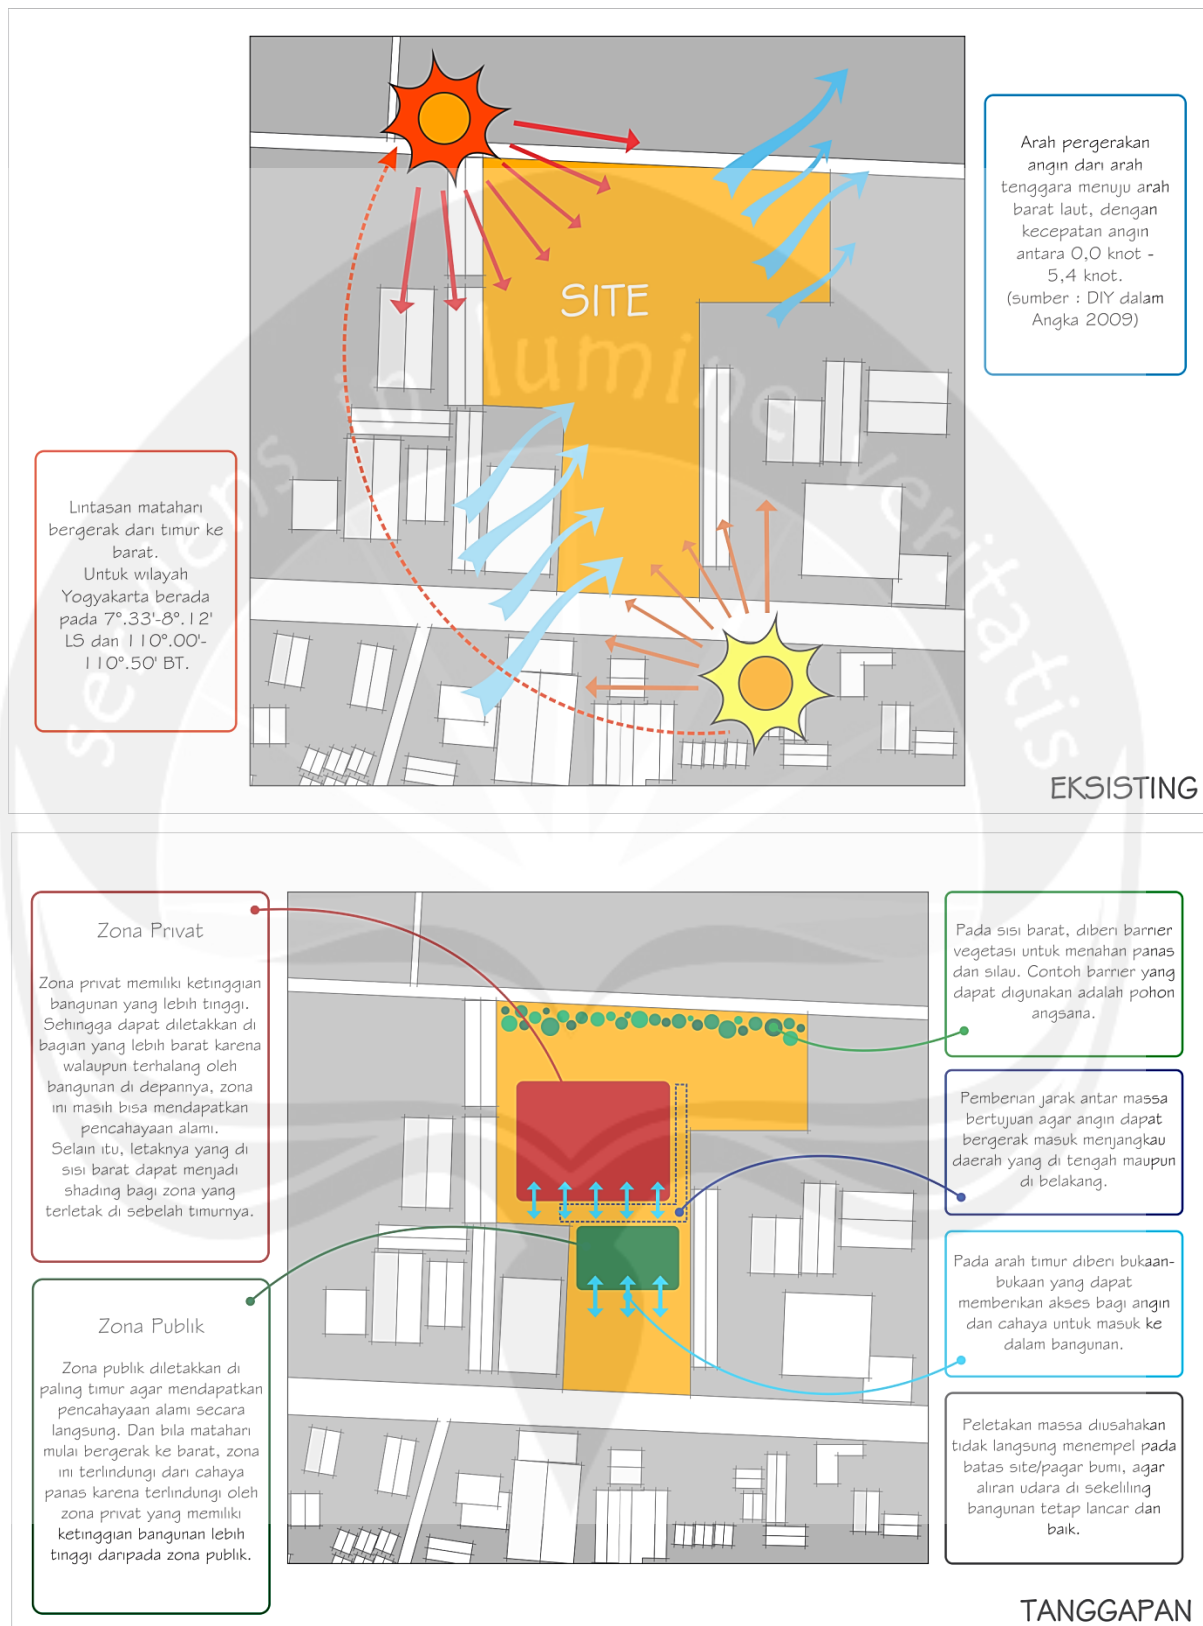 Arah pergerakan
angin dari arah
tenggara menuju arah
barat laut, dengan
kecepatan angin
antara 0,0 knot -
5,4 knot.
(sumber : DIY dalam
Angka 2009)
SITE
Lintasan matahari
bergerak dari timur ke
barat.
Untuk wilayah
Yogyakarta berada
pada 7°.33'-8°.12'
LS dan 110°.00'-
110°.50' BT.
serviens in lumine veritatis
EKSISTING
Zona Privat
Zona privat memiliki ketinggian
bangunan yang lebih tinggi.
Sehingga dapat diletakkan di
bagian yang lebih barat karena
walaupun terhalang oleh
bangunan di depannya, zona
ini masih bisa mendapatkan
pencahayaan alami.
Selain itu, letaknya yang di
sisi barat dapat menjadi
shading bagi zona yang
terletak di sebelah timurnya.
Zona Publik
Zona publik diletakkan di
paling timur agar mendapatkan
pencahayaan alami secara
langsung. Dan bila matahari
mulai bergerak ke barat, zona
ini terlindungi dari cahaya
panas karena terlindungi oleh
zona privat yang memiliki
ketinggian bangunan lebih
tinggi daripada zona publik.
Pada sisi barat, diberi barrier
vegetasi untuk menahan panas
dan silau. Contoh barrier yang
dapat digunakan adalah pohon
angsana.
Pemberian jarak antar massa
bertujuan agar angin dapat
bergerak masuk menjangkau
daerah yang di tengah maupun
di belakang.
Pada arah timur diberi bukaan-
bukaan yang dapat
memberikan akses bagi angin
dan cahaya untuk masuk ke
dalam bangunan.
Peletakan massa diusahakan
tidak langsung menempel pada
batas site/pagar bumi, agar
aliran udara di sekeliling
bangunan tetap lancar dan
baik.
TANGGAPAN